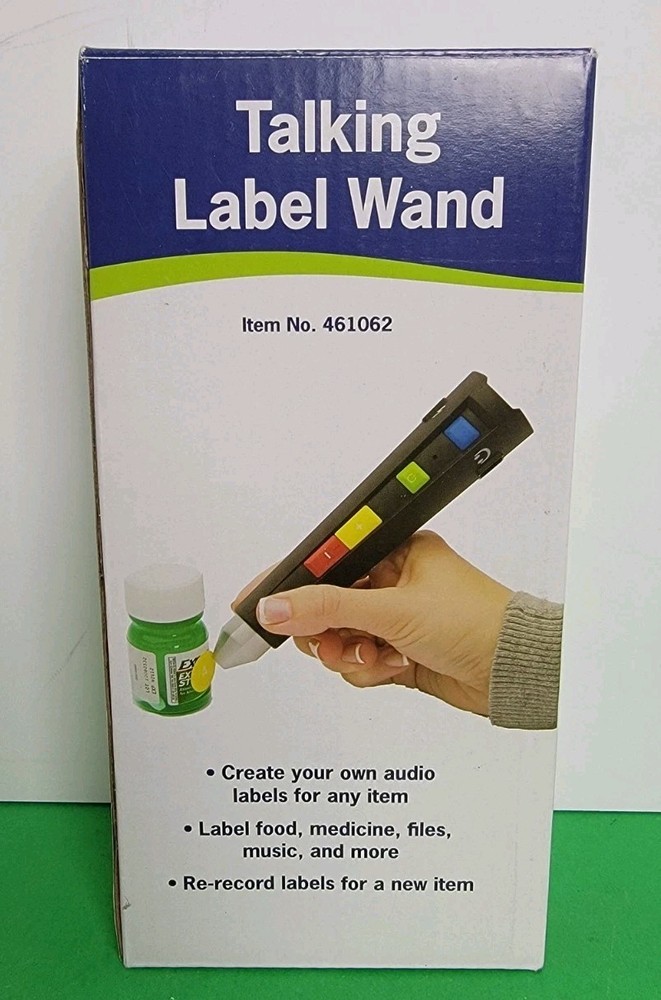 Talking
Label Wand
Item No. 461062
+
-
EX
• Create your own audio
labels for any item
• Label food, medicine, files,
music, and more
• Re-record labels for a new item